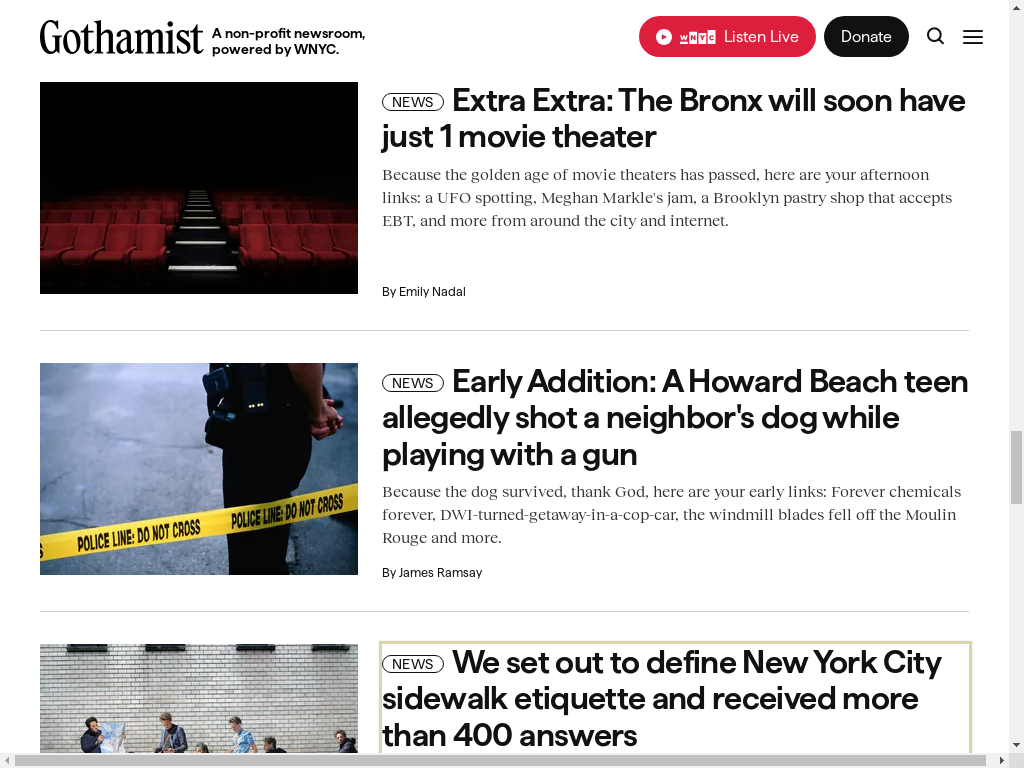 Gothamist
A non-profit newsroom,
powered by WNYC.
WNYC Listen Live
Donate
NEWS Extra Extra: The Bronx will soon have
just 1 movie theater
Because the golden age of movie theaters has passed, here are your afternoon
links: a UFO spotting, Meghan Markle's jam, a Brooklyn pastry shop that accepts
EBT, and more from around the city and internet.
By Emily Nadal
POLICE LINE: DO NOT CROSS POLICE LINE: DO NOT CROSS
NEWS Early Addition: A Howard Beach teen
allegedly shot a neighbor's dog while
playing with a gun
Because the dog survived, thank God, here are your early links: Forever chemicals
forever, DWI-turned-getaway-in-a-cop-car, the windmill blades fell off the Moulin
Rouge and more.
By James Ramsay
NEWS We set out to define New York City
sidewalk etiquette and received more
than 400 answers